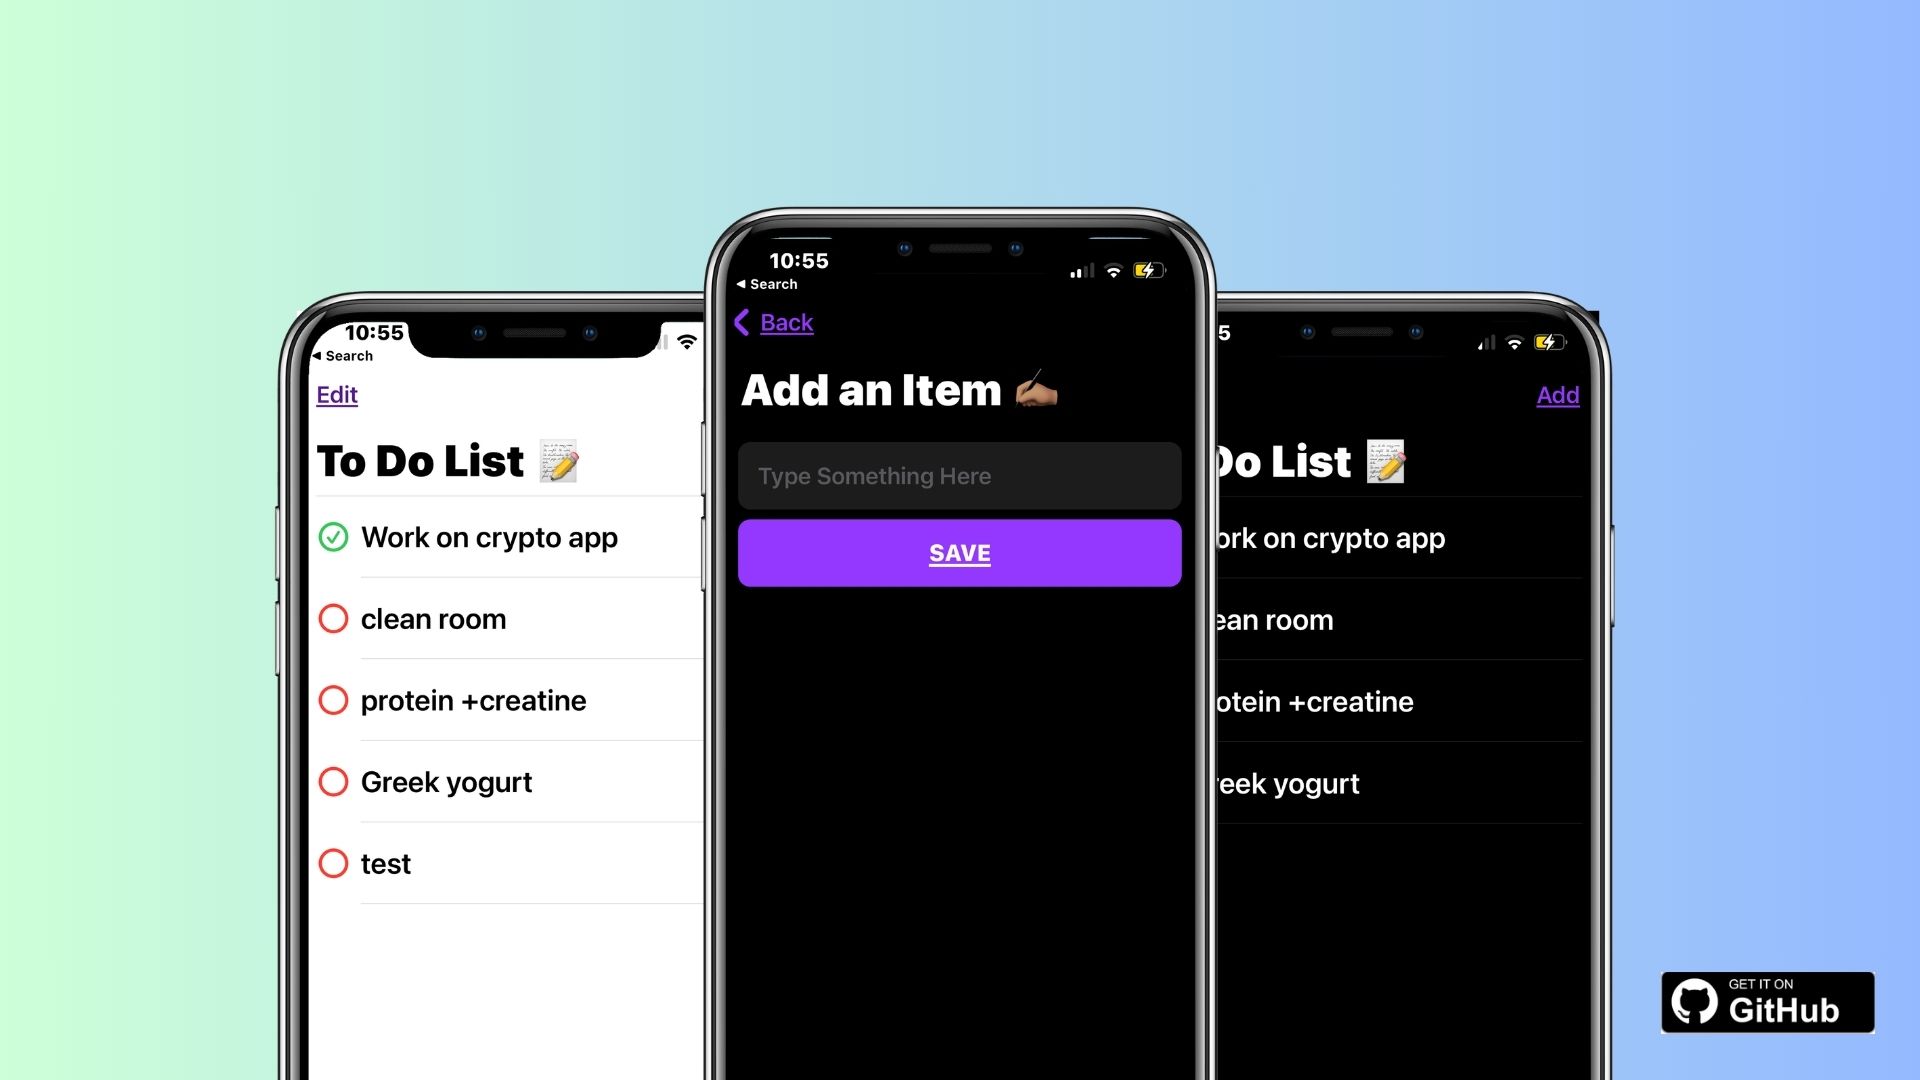 10:55
Search
Edit
To Do List
Work on crypto app
clean room
protein +creatine
Greek yogurt
test
10:55
Search
Back
Add an Item
Type Something Here
SAVE
5
Add
Do List
ork on crypto app
ean room
otein +creatine
reek yogurt
GET IT ON
GitHub